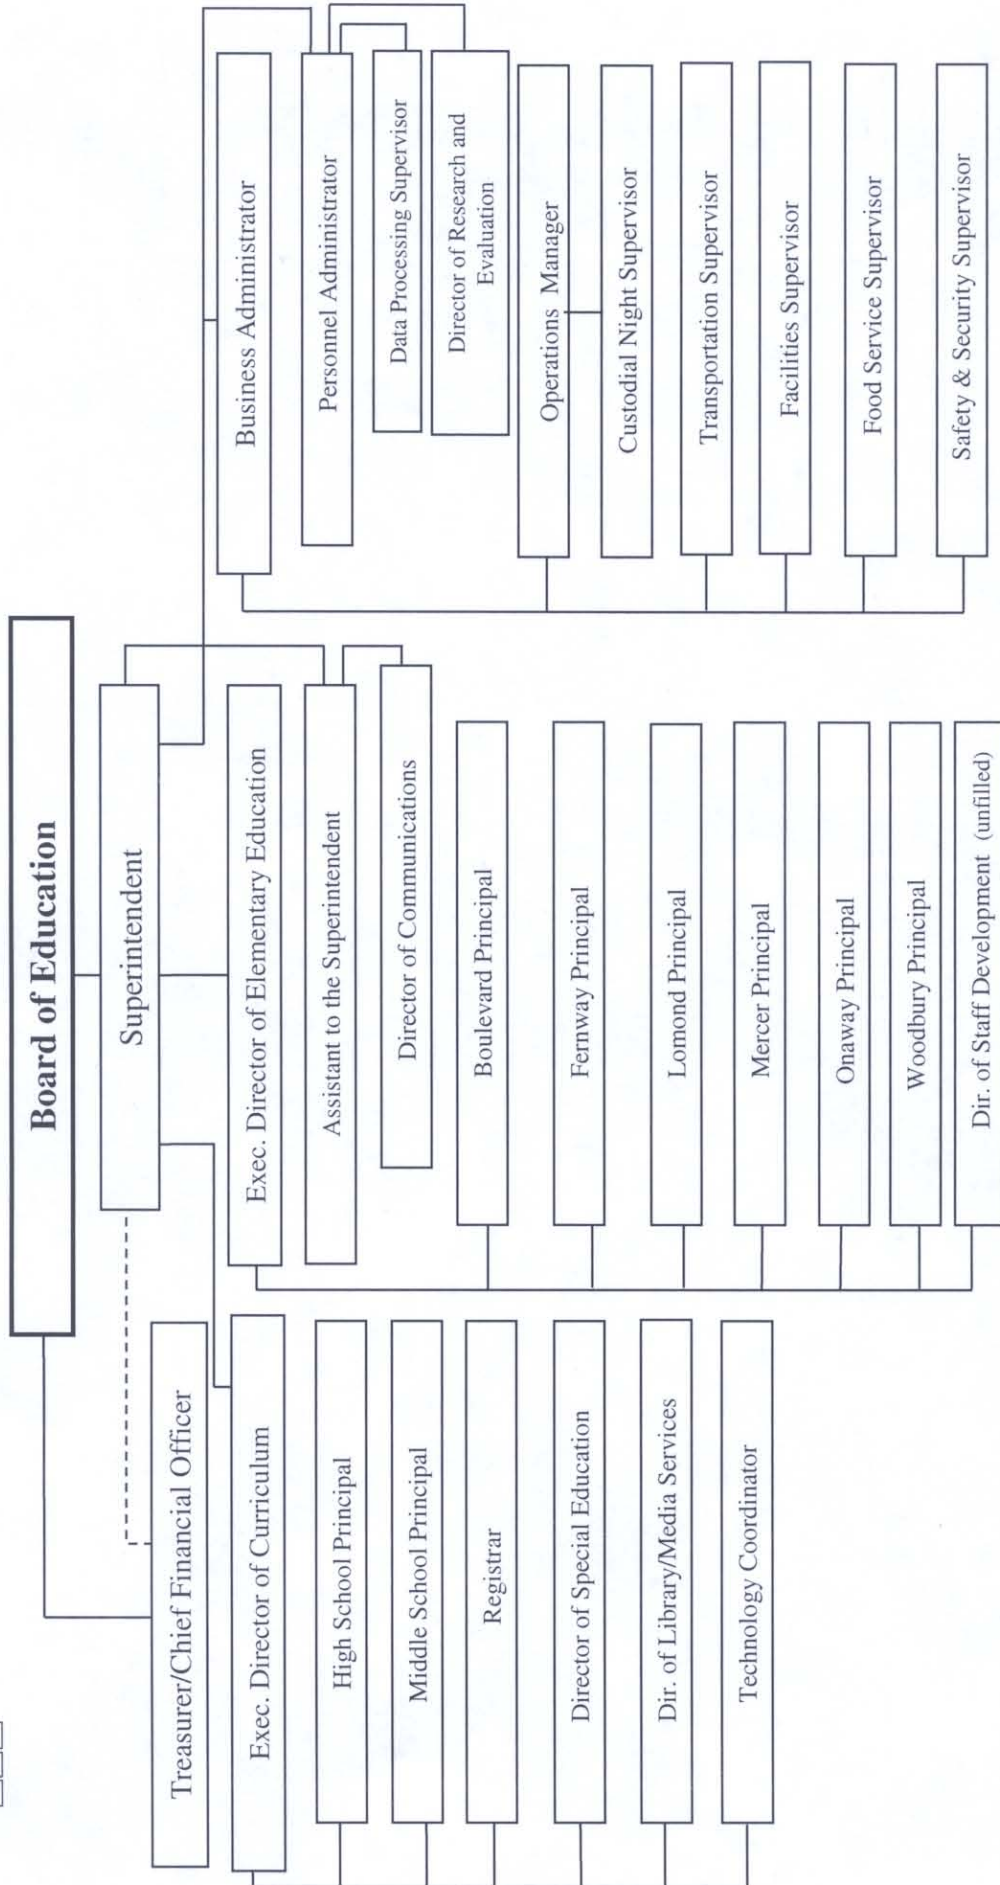 Board of Education
Superintendent
Treasurer/Chief Financial Officer
Exec. Director of Curriculum
High School Principal
Middle School Principal
Registrar
Director of Special Education
Dir. of Library/Media Services
Technology Coordinator
Exec. Director of Elementary Education
Assistant to the Superintendent
Director of Communications
Boulevard Principal
Fernway Principal
Lomond Principal
Mercer Principal
Onaway Principal
Woodbury Principal
Dir. of Staff Development (unfilled)
Business Administrator
Personnel Administrator
Data Processing Supervisor
Director of Research and
Evaluation
Operations Manager
Custodial Night Supervisor
Transportation Supervisor
Facilities Supervisor
Food Service Supervisor
Safety & Security Supervisor